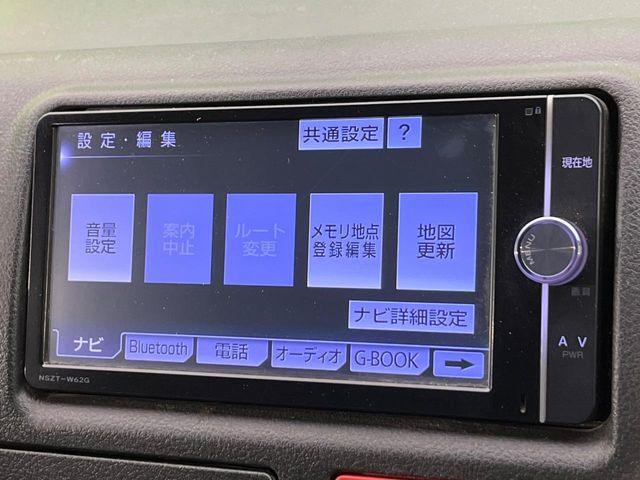 設定・編集
共通設定
?
音量
設定
案内
中止
ルート
変更
メモリ地点
登録編集
地図
更新
ナビ詳細設定
ナビ
Bluetooth
電話
オーディオ
G-BOOK
NSZT-W62G
現在地
MENU
画面
A V
PWR